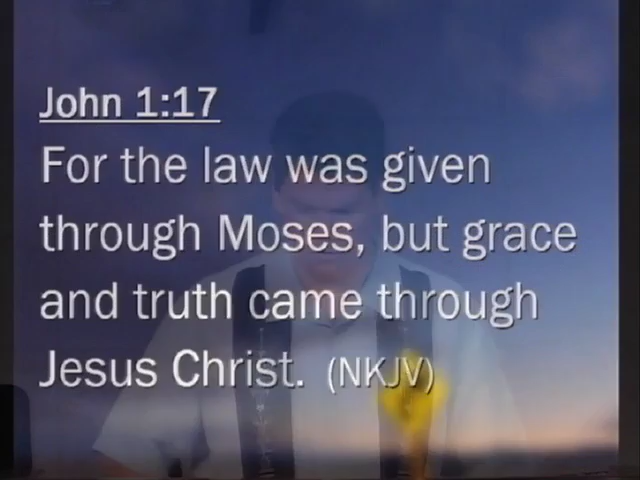 John 1:17
For the law was given
through Moses, but grace
and truth came through
Jesus Christ. (NKJV)